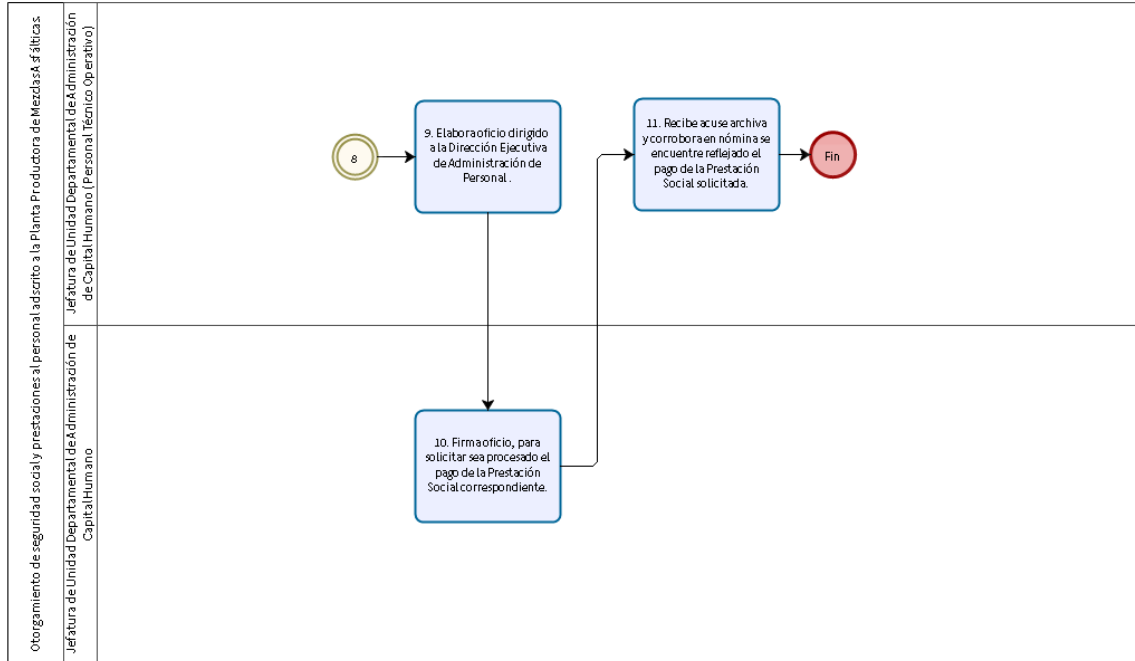 Otorgamiento de seguridad social y prestaciones al personal adscrito a la Planta Productora de Mezclas Asfálticas.
Jefatura de Unidad Departamental de Administración
de Capital Humano (Personal Técnico Operativo)
8
9. Elabora oficio dirigido
a la Dirección Ejecutiva
de Administración de
Personal .
11. Recibe acuse archiva
y corrobora en nómina se
encuentre reflejado el
pago de la Prestación
Social solicitada.
Fin
Jefatura de Unidad Departamental de Administración de
Capital Humano
10. Firma oficio, para
solicitar sea procesado el
pago de la Prestación
Social correspondiente.